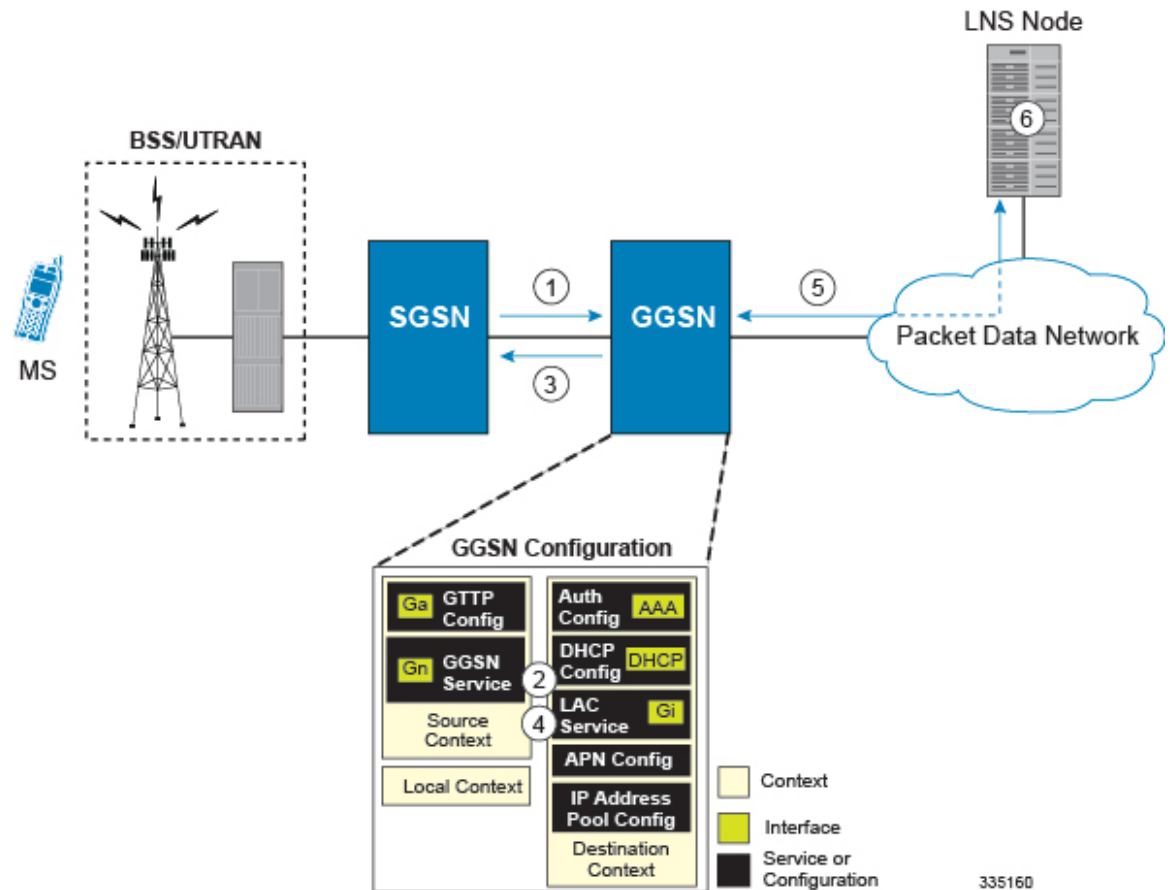 LNS Node
6
BSS/UTRAN
MS
SGSN
1
3
GGSN
5
Packet Data Network
GGSN Configuration
Ga
GTTP
Config
Gn
GGSN
Service
Source
Context
Local Context
2
4
Auth
Config
AAA
DHCP
Config
DHCP
LAC
Service
Gi
APN Config
IP Address
Pool Config
Destination
Context
Context
Interface
Service or
Configuration
335160